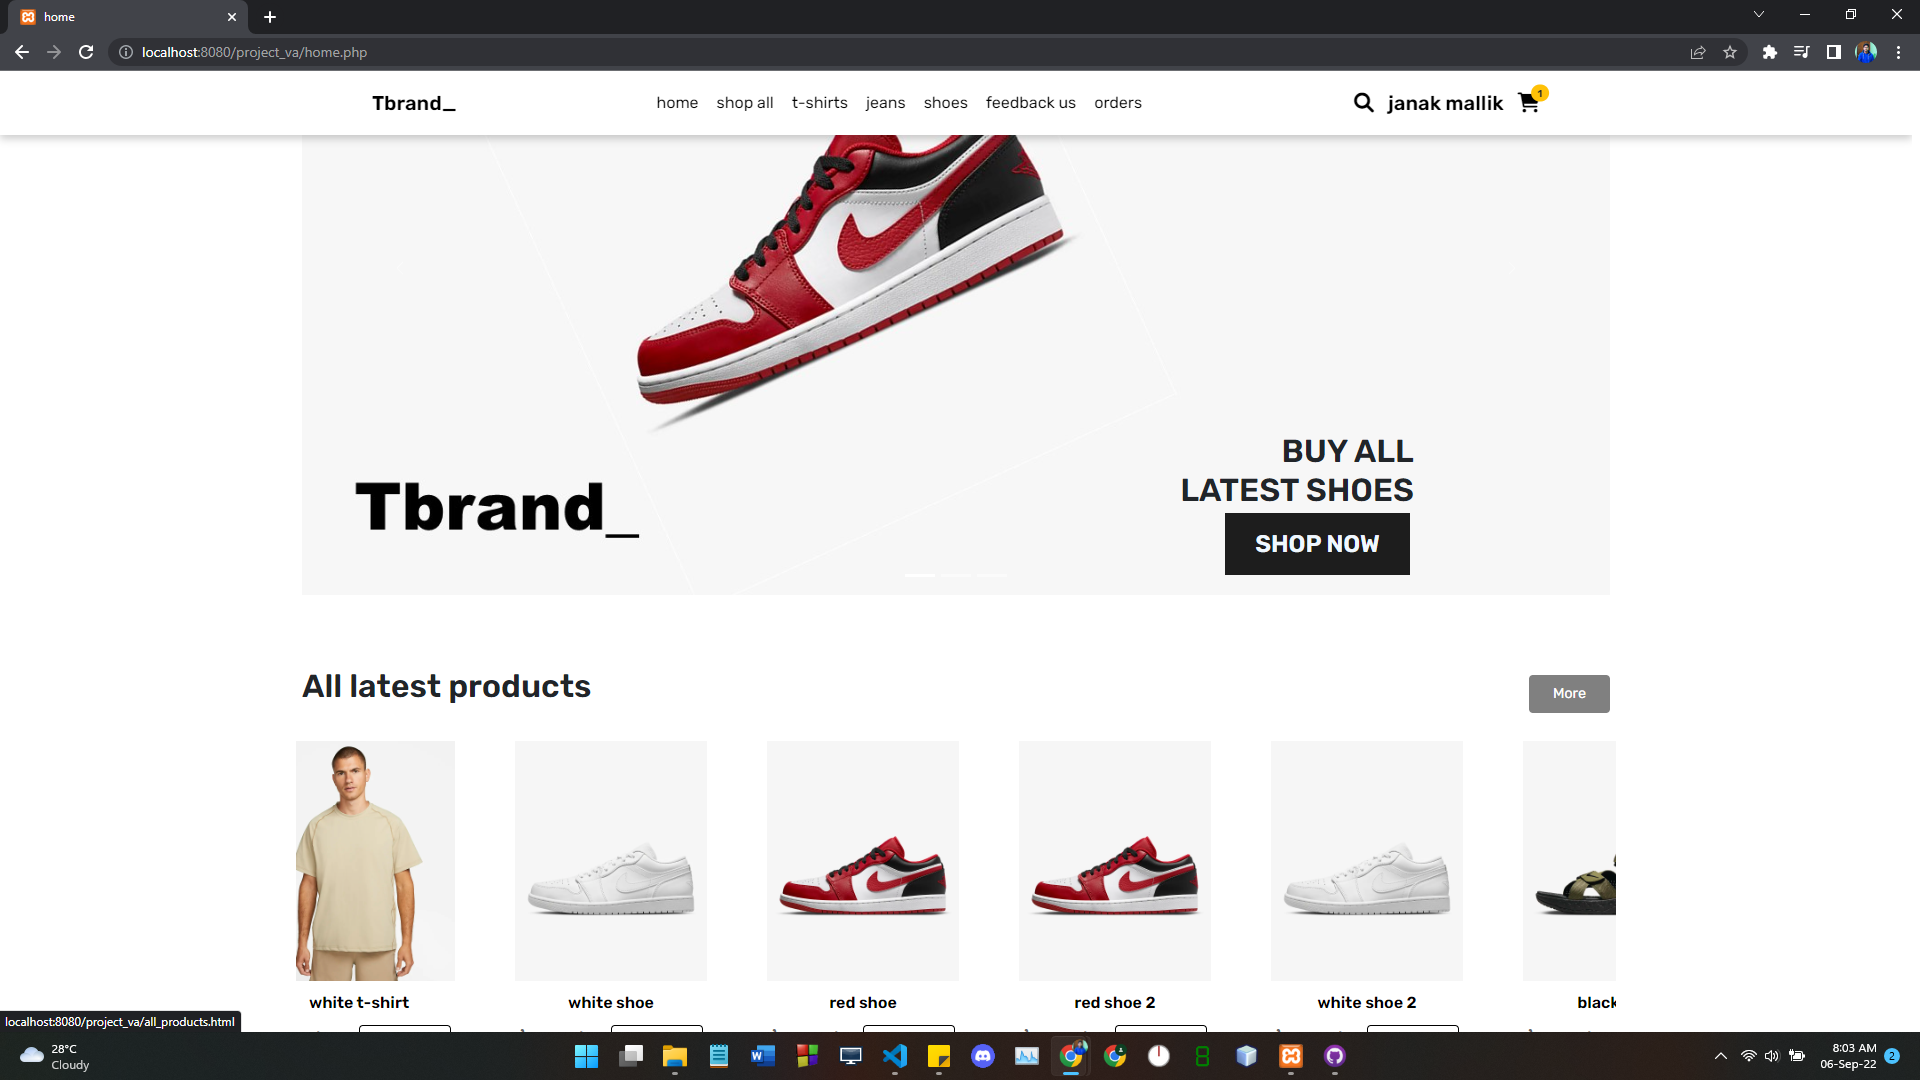 home
localhost:8080/project_va/home.php
Tbrand_
home shop all t-shirts jeans shoes feedback us orders
janak mallik
1
BUY ALL
LATEST SHOES
Tbrand_
SHOP NOW
All latest products
More
white t-shirt
white shoe
red shoe
red shoe 2
white shoe 2
black
localhost:8080/project_va/all_products.html
28°C
Cloudy
8:03 AM
06-Sep-22
2